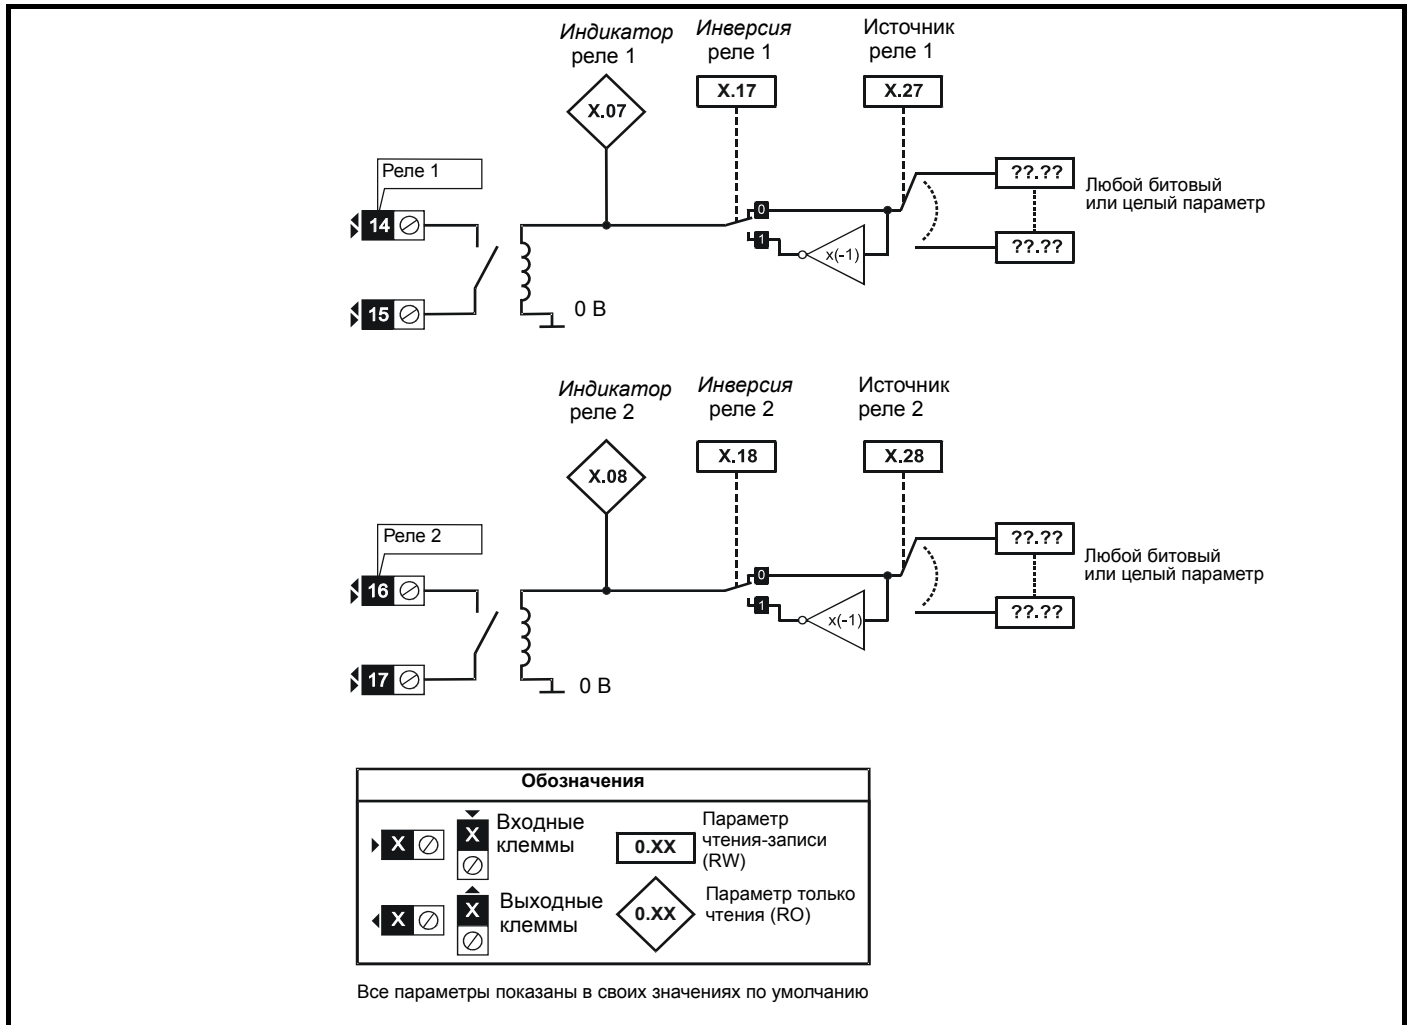 Индикатор
реле 1
Инверсия
реле 1
Источник
реле 1
X.07
X.17
X.27
Реле 1
14
15
0 В
0
1
x(-1)
??.??
??.??
Любой битовый
или целый параметр
Индикатор
реле 2
Инверсия
реле 2
Источник
реле 2
X.08
X.18
X.28
Реле 2
16
17
0 В
0
1
x(-1)
??.??
??.??
Любой битовый
или целый параметр
Обозначения
X
X
Входные
клеммы
0.XX
Параметр
чтения-записи
(RW)
X
X
Выходные
клеммы
0.XX
Параметр только
чтения (RO)
Все параметры показаны в своих значениях по умолчанию